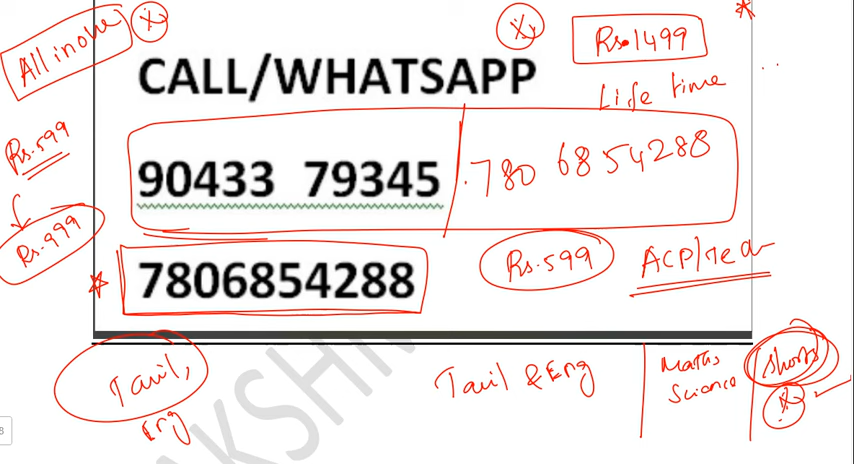 All in one
Rs.1499
CALL/WHATSAPP
Life time
Rs.599
90433 79345
780 6854288
Rs.999
7806854288
Rs.599
Tamil,
Eng
Tamil & Eng
Maths
Science
Shorts
8